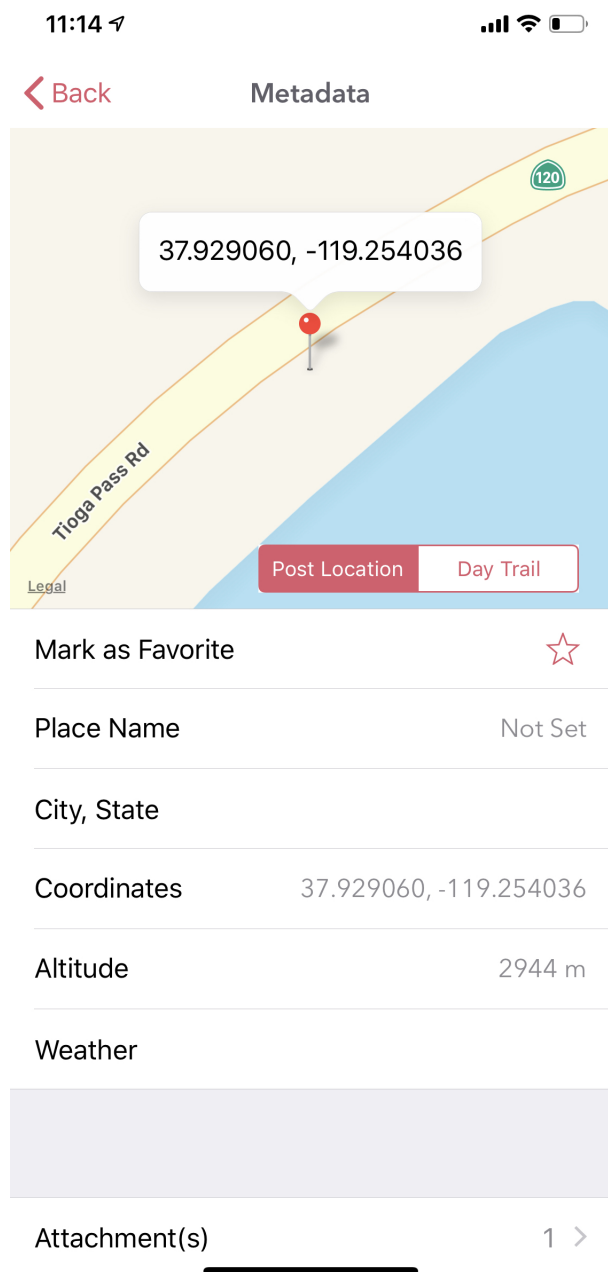 11:14
Back
Metadata
120
37.929060, -119.254036
Tioga Pass Rd
Legal
Post Location
Day Trail
Mark as Favorite
Place Name Not Set
City, State
Coordinates 37.929060, -119.254036
Altitude 2944 m
Weather
Attachment(s) 1